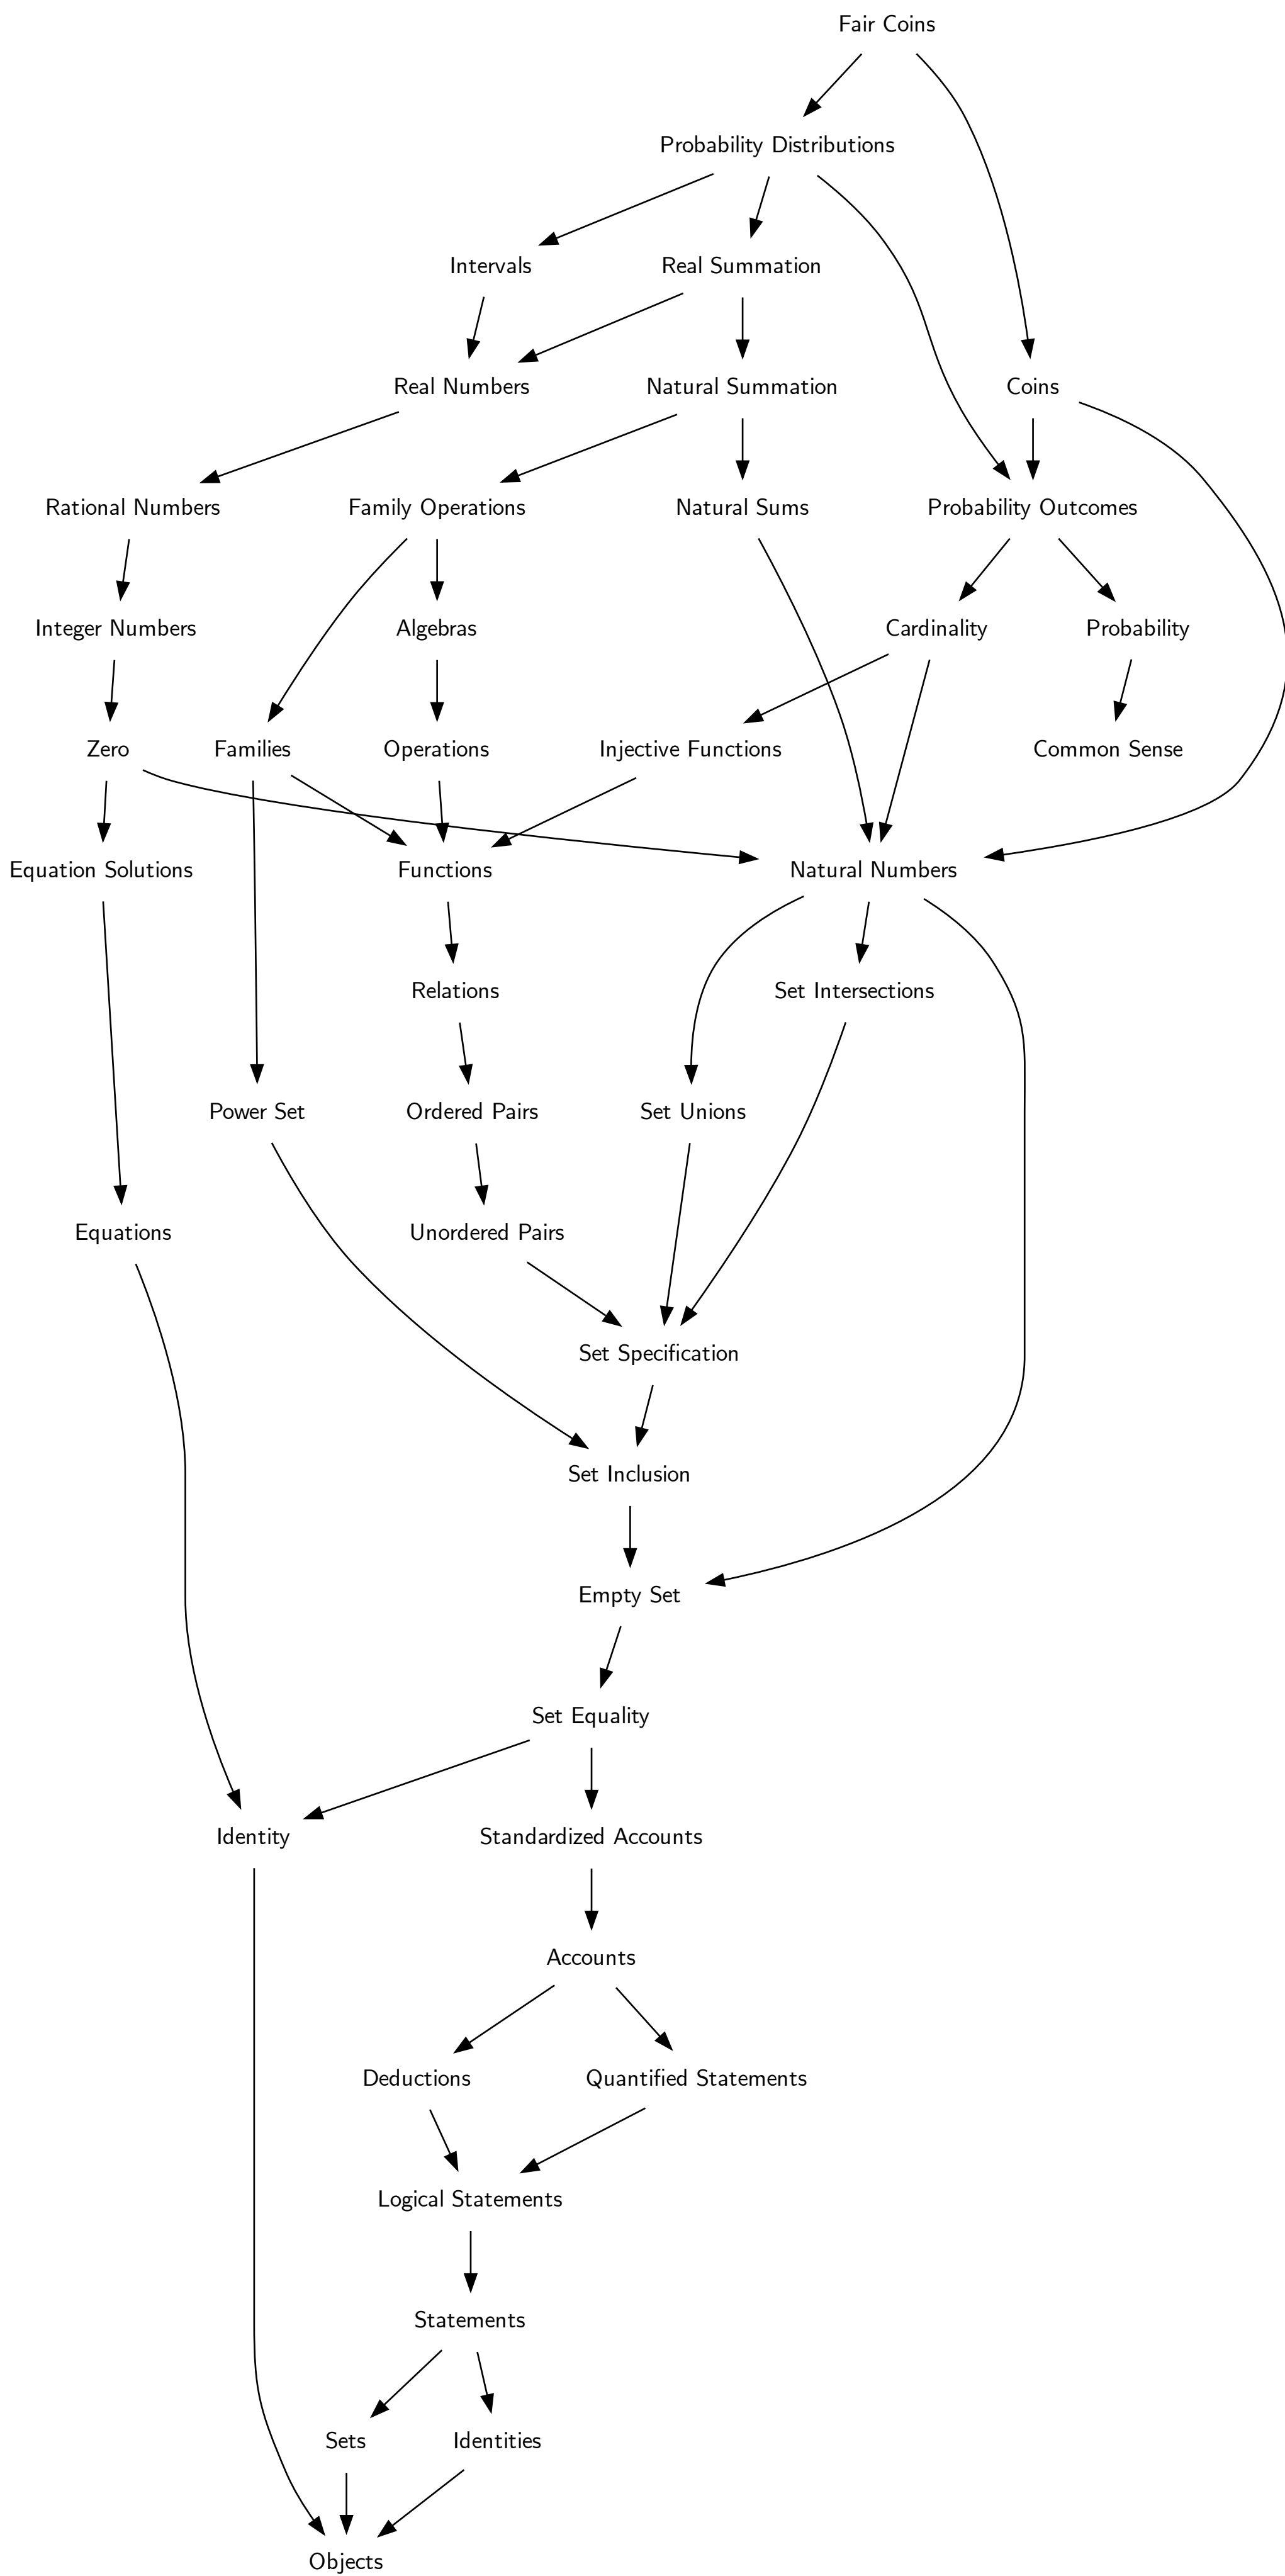 Fair Coins
Probability Distributions
Intervals
Real Summation
Real Numbers
Natural Summation
Coins
Rational Numbers
Family Operations
Natural Sums
Probability Outcomes
Integer Numbers
Algebras
Cardinality
Probability
Zero
Families
Operations
Injective Functions
Common Sense
Equation Solutions
Functions
Natural Numbers
Relations
Set Intersections
Power Set
Ordered Pairs
Set Unions
Equations
Unordered Pairs
Set Specification
Set Inclusion
Empty Set
Set Equality
Identity
Standardized Accounts
Accounts
Deductions
Quantified Statements
Logical Statements
Statements
Sets
Identities
Objects